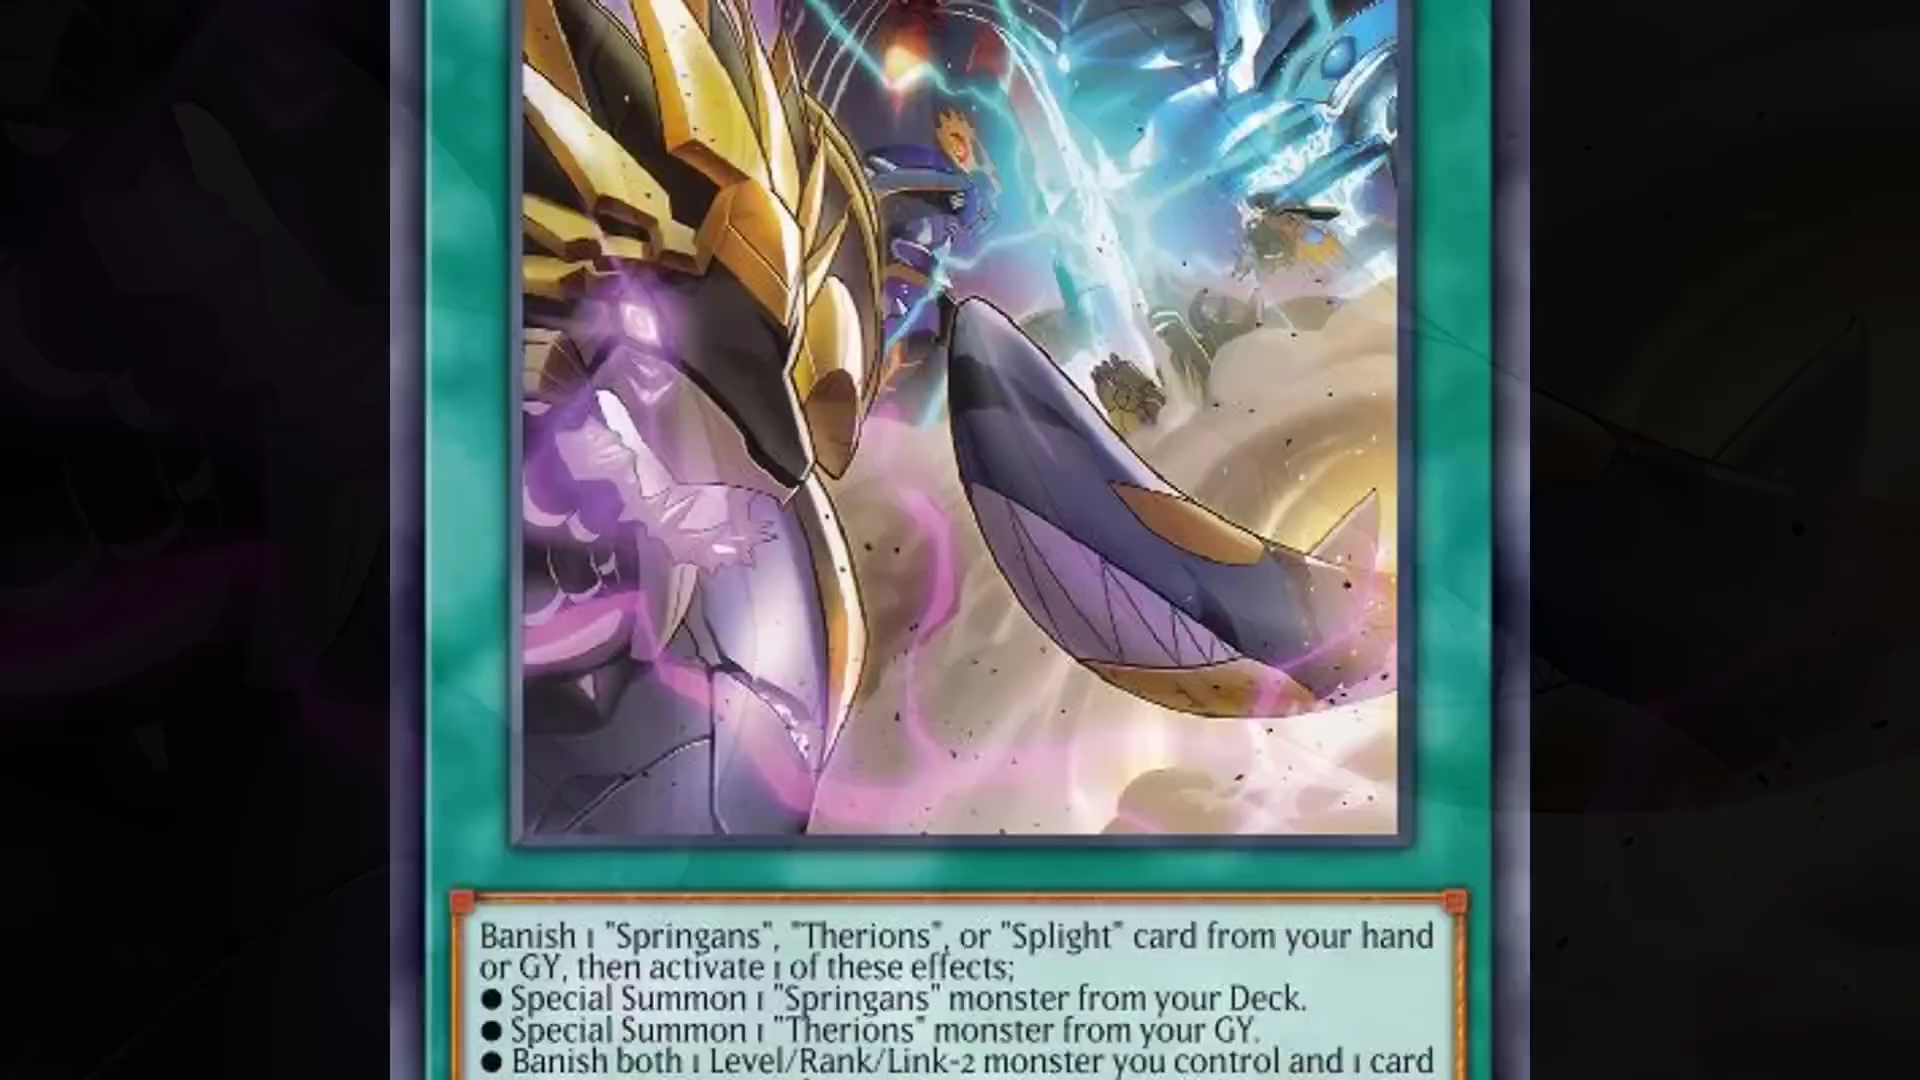 Banish 1 "Springans", "Therions", or "Splight" card from your hand
or GY, then activate 1 of these effects;
● Special Summon 1 "Springans" monster from your Deck.
● Special Summon 1 "Therions" monster from your GY.
● Banish both 1 Level/Rank/Link-2 monster you control and 1 card